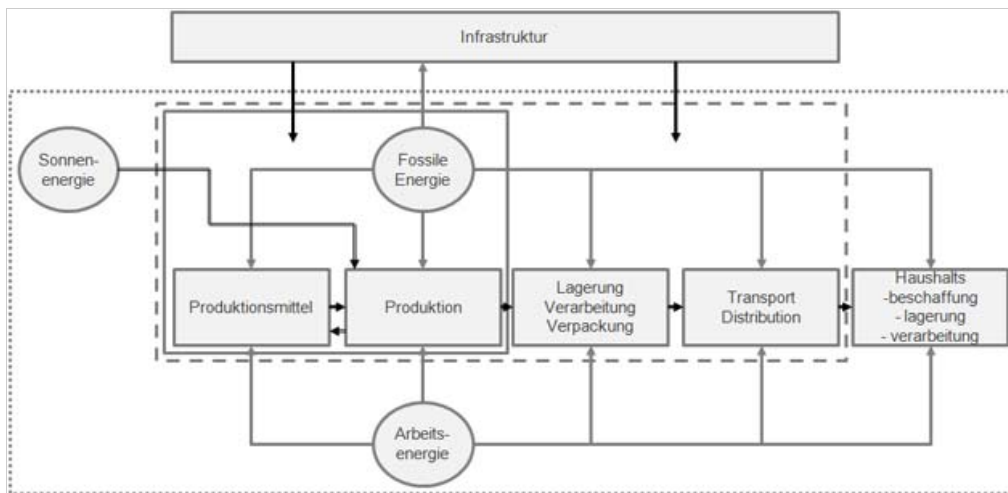 Infrastruktur
Sonnen-
energie
Fossile
Energie
Produktionsmittel
Produktion
Lagerung
Verarbeitung
Verpackung
Transport
Distribution
Haushalts
-beschaffung
- lagerung
- verarbeitung
Arbeits-
energie